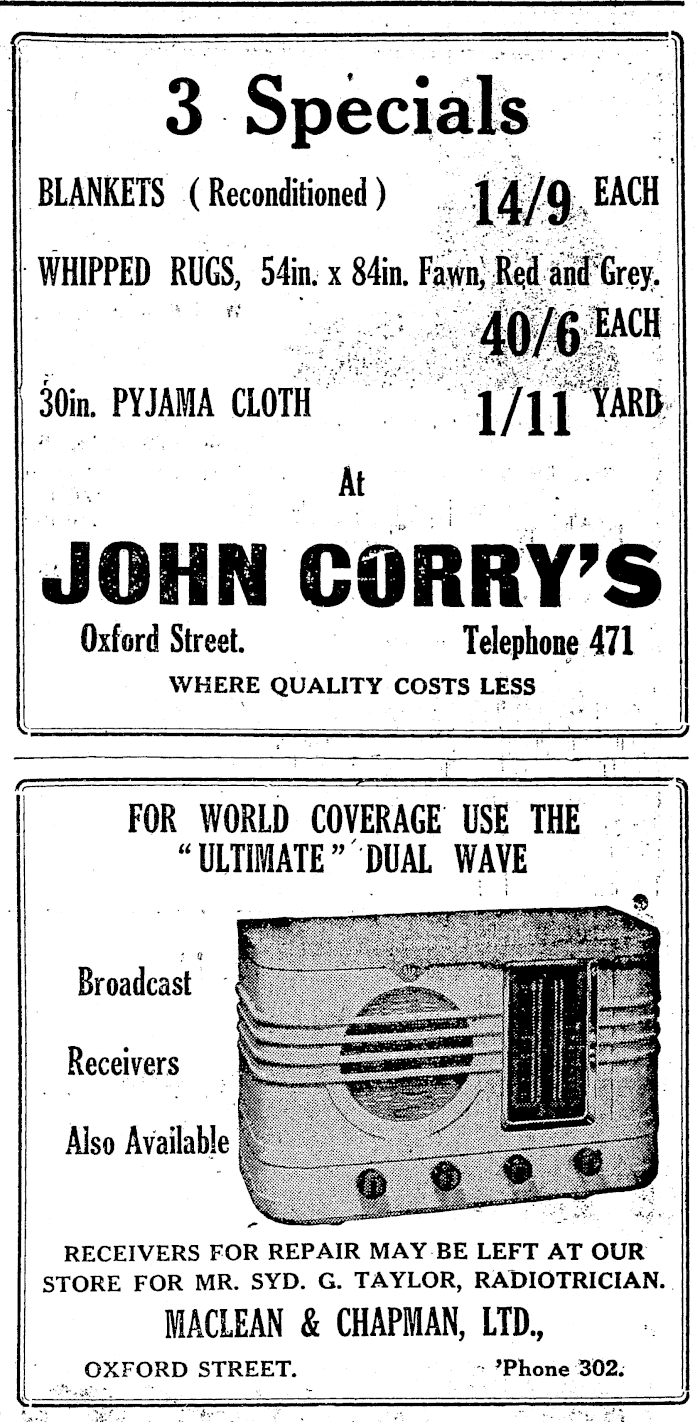 3 Specials
BLANKETS (Reconditioned) 14/9 EACH
WHIPPED RUGS, 54in. x 84in. Fawn, Red and Grey.
40/6 EACH
30in. PYJAMA CLOTH 1/11 YARD
At
JOHN CORRY'S
Oxford Street. Telephone 471
WHERE QUALITY COSTS LESS
FOR WORLD COVERAGE USE THE
"ULTIMATE" DUAL WAVE
Broadcast
Receivers
Also Available
RECEIVERS FOR REPAIR MAY BE LEFT AT OUR
STORE FOR MR. SYD. G. TAYLOR, RADIOTRICIAN.
MACLEAN & CHAPMAN, LTD.,
OXFORD STREET. 'Phone 302.